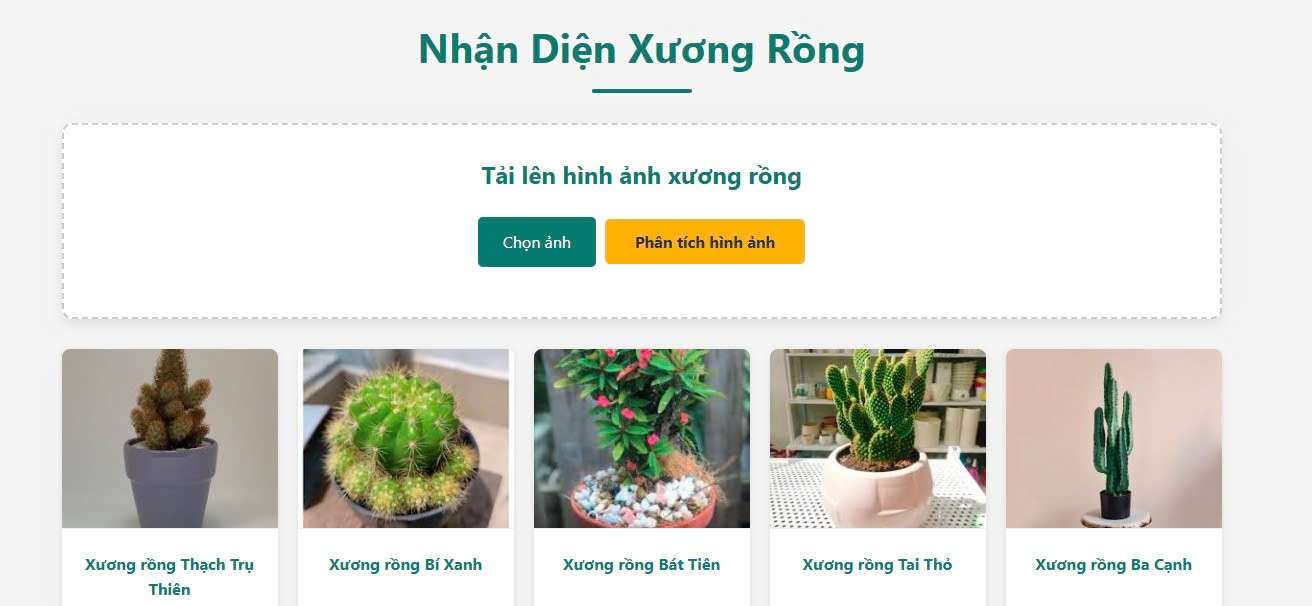 Nhận Diện Xương Rồng
Tải lên hình ảnh xương rồng
Chọn ảnh
Phân tích hình ảnh
Xương rồng Thạch Trụ
Thiên
Xương rồng Bí Xanh
Xương rồng Bát Tiên
Xương rồng Tai Thỏ
Xương rồng Ba Cạnh